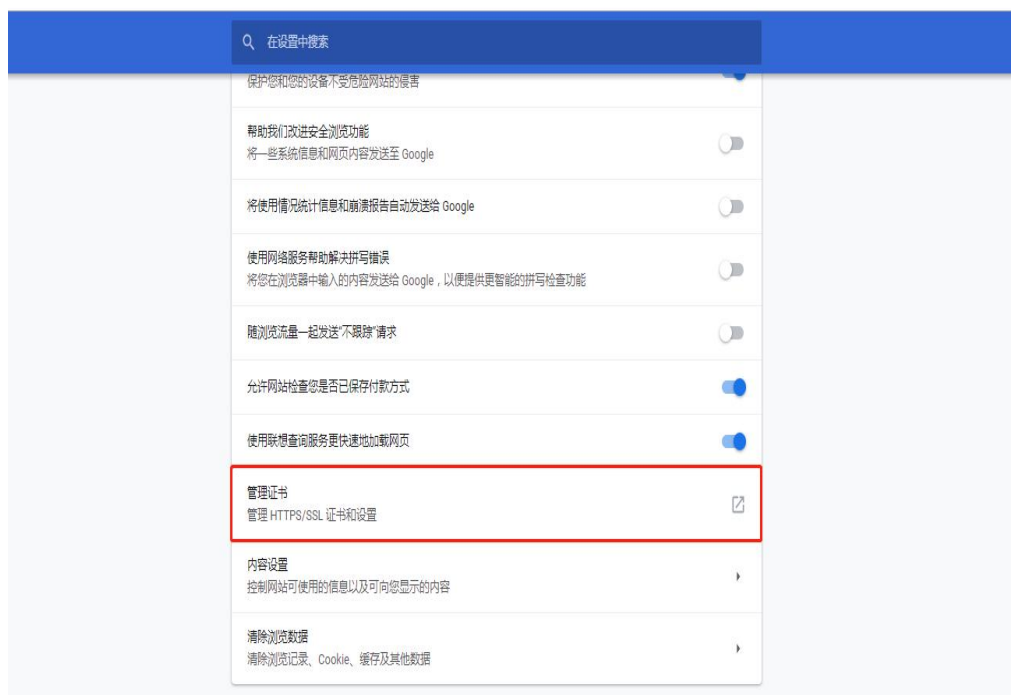 在设置中搜索
保护您和您的设备不受危险网站的侵害
帮助我们改进安全浏览功能
将一些系统信息和网页内容发送至 Google
将使用情况统计信息和崩溃报告自动发送给 Google
使用网络服务帮助解决拼写错误
将您在浏览器中输入的内容发送给 Google，以便提供更智能的拼写检查功能
随浏览流量一起发送“不跟踪”请求
允许网站检查您是否已保存付款方式
使用联想查询服务更快速地加载网页
管理证书
管理 HTTPS/SSL 证书和设置
内容设置
控制网站可使用的信息以及可向您显示的内容
清除浏览数据
清除浏览记录、Cookie、缓存及其他数据